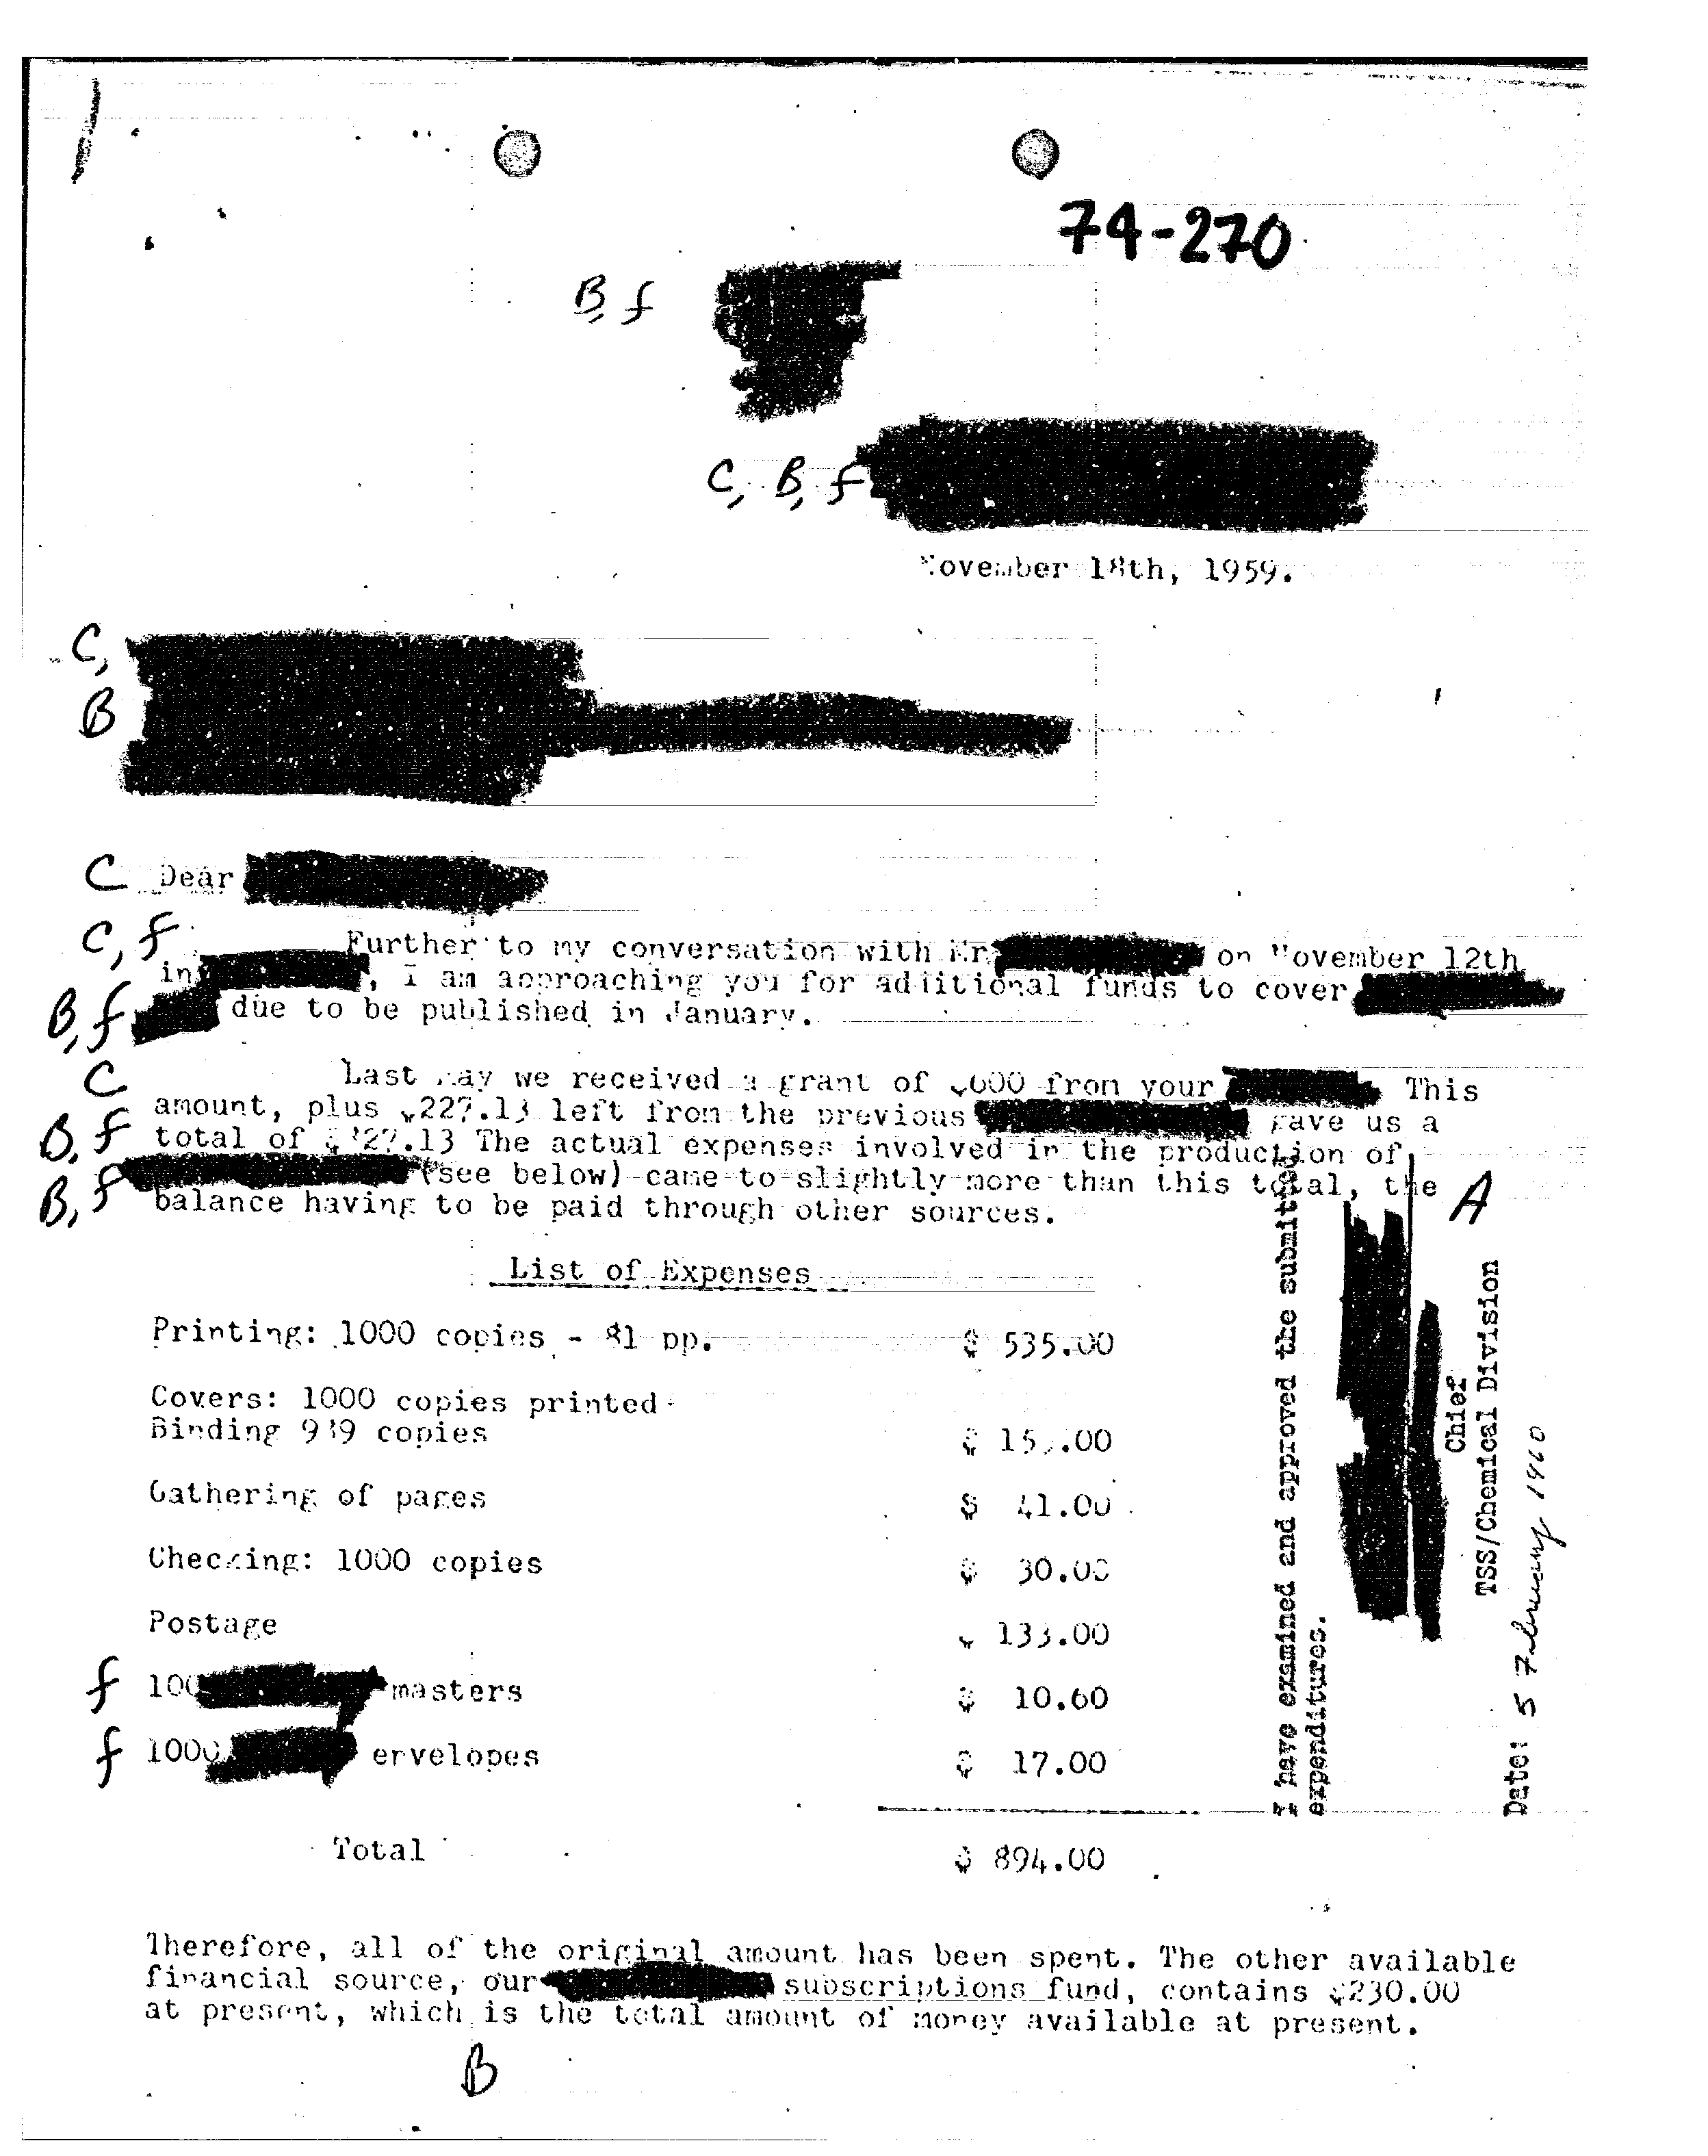 74-270
B, f
C, B, f
November 18th, 1959.
C,
B
C Dear
C, f
Further to my conversation with Mr. on November 12th
in , I am approaching you for additional funds to cover
B, f due to be published in January.
C Last May we received a grant of $600 from your This
amount, plus $227.13 left from the previous gave us a
B, f total of $827.13 The actual expenses involved in the production of
(see below) came to slightly more than this total, the
B, f balance having to be paid through other sources.
List of Expenses
Printing: 1000 copies - 81 pp. $ 535.00
Covers: 1000 copies printed
Binding copies $ .00
Gathering of pages $ 41.00
Checking: 1000 copies $ 30.00
Postage $ 133.00
f 100 masters $ 10.60
f 1000 envelopes $ 17.00
Total $ 894.00
Therefore, all of the original amount has been spent. The other available
financial source, our subscriptions fund, contains $230.00
at present, which is the total amount of money available at present.
B
I have examined and approved the submitted
expenditures.
A
Chief
TSS/Chemical Division
Date: 5 February 1960